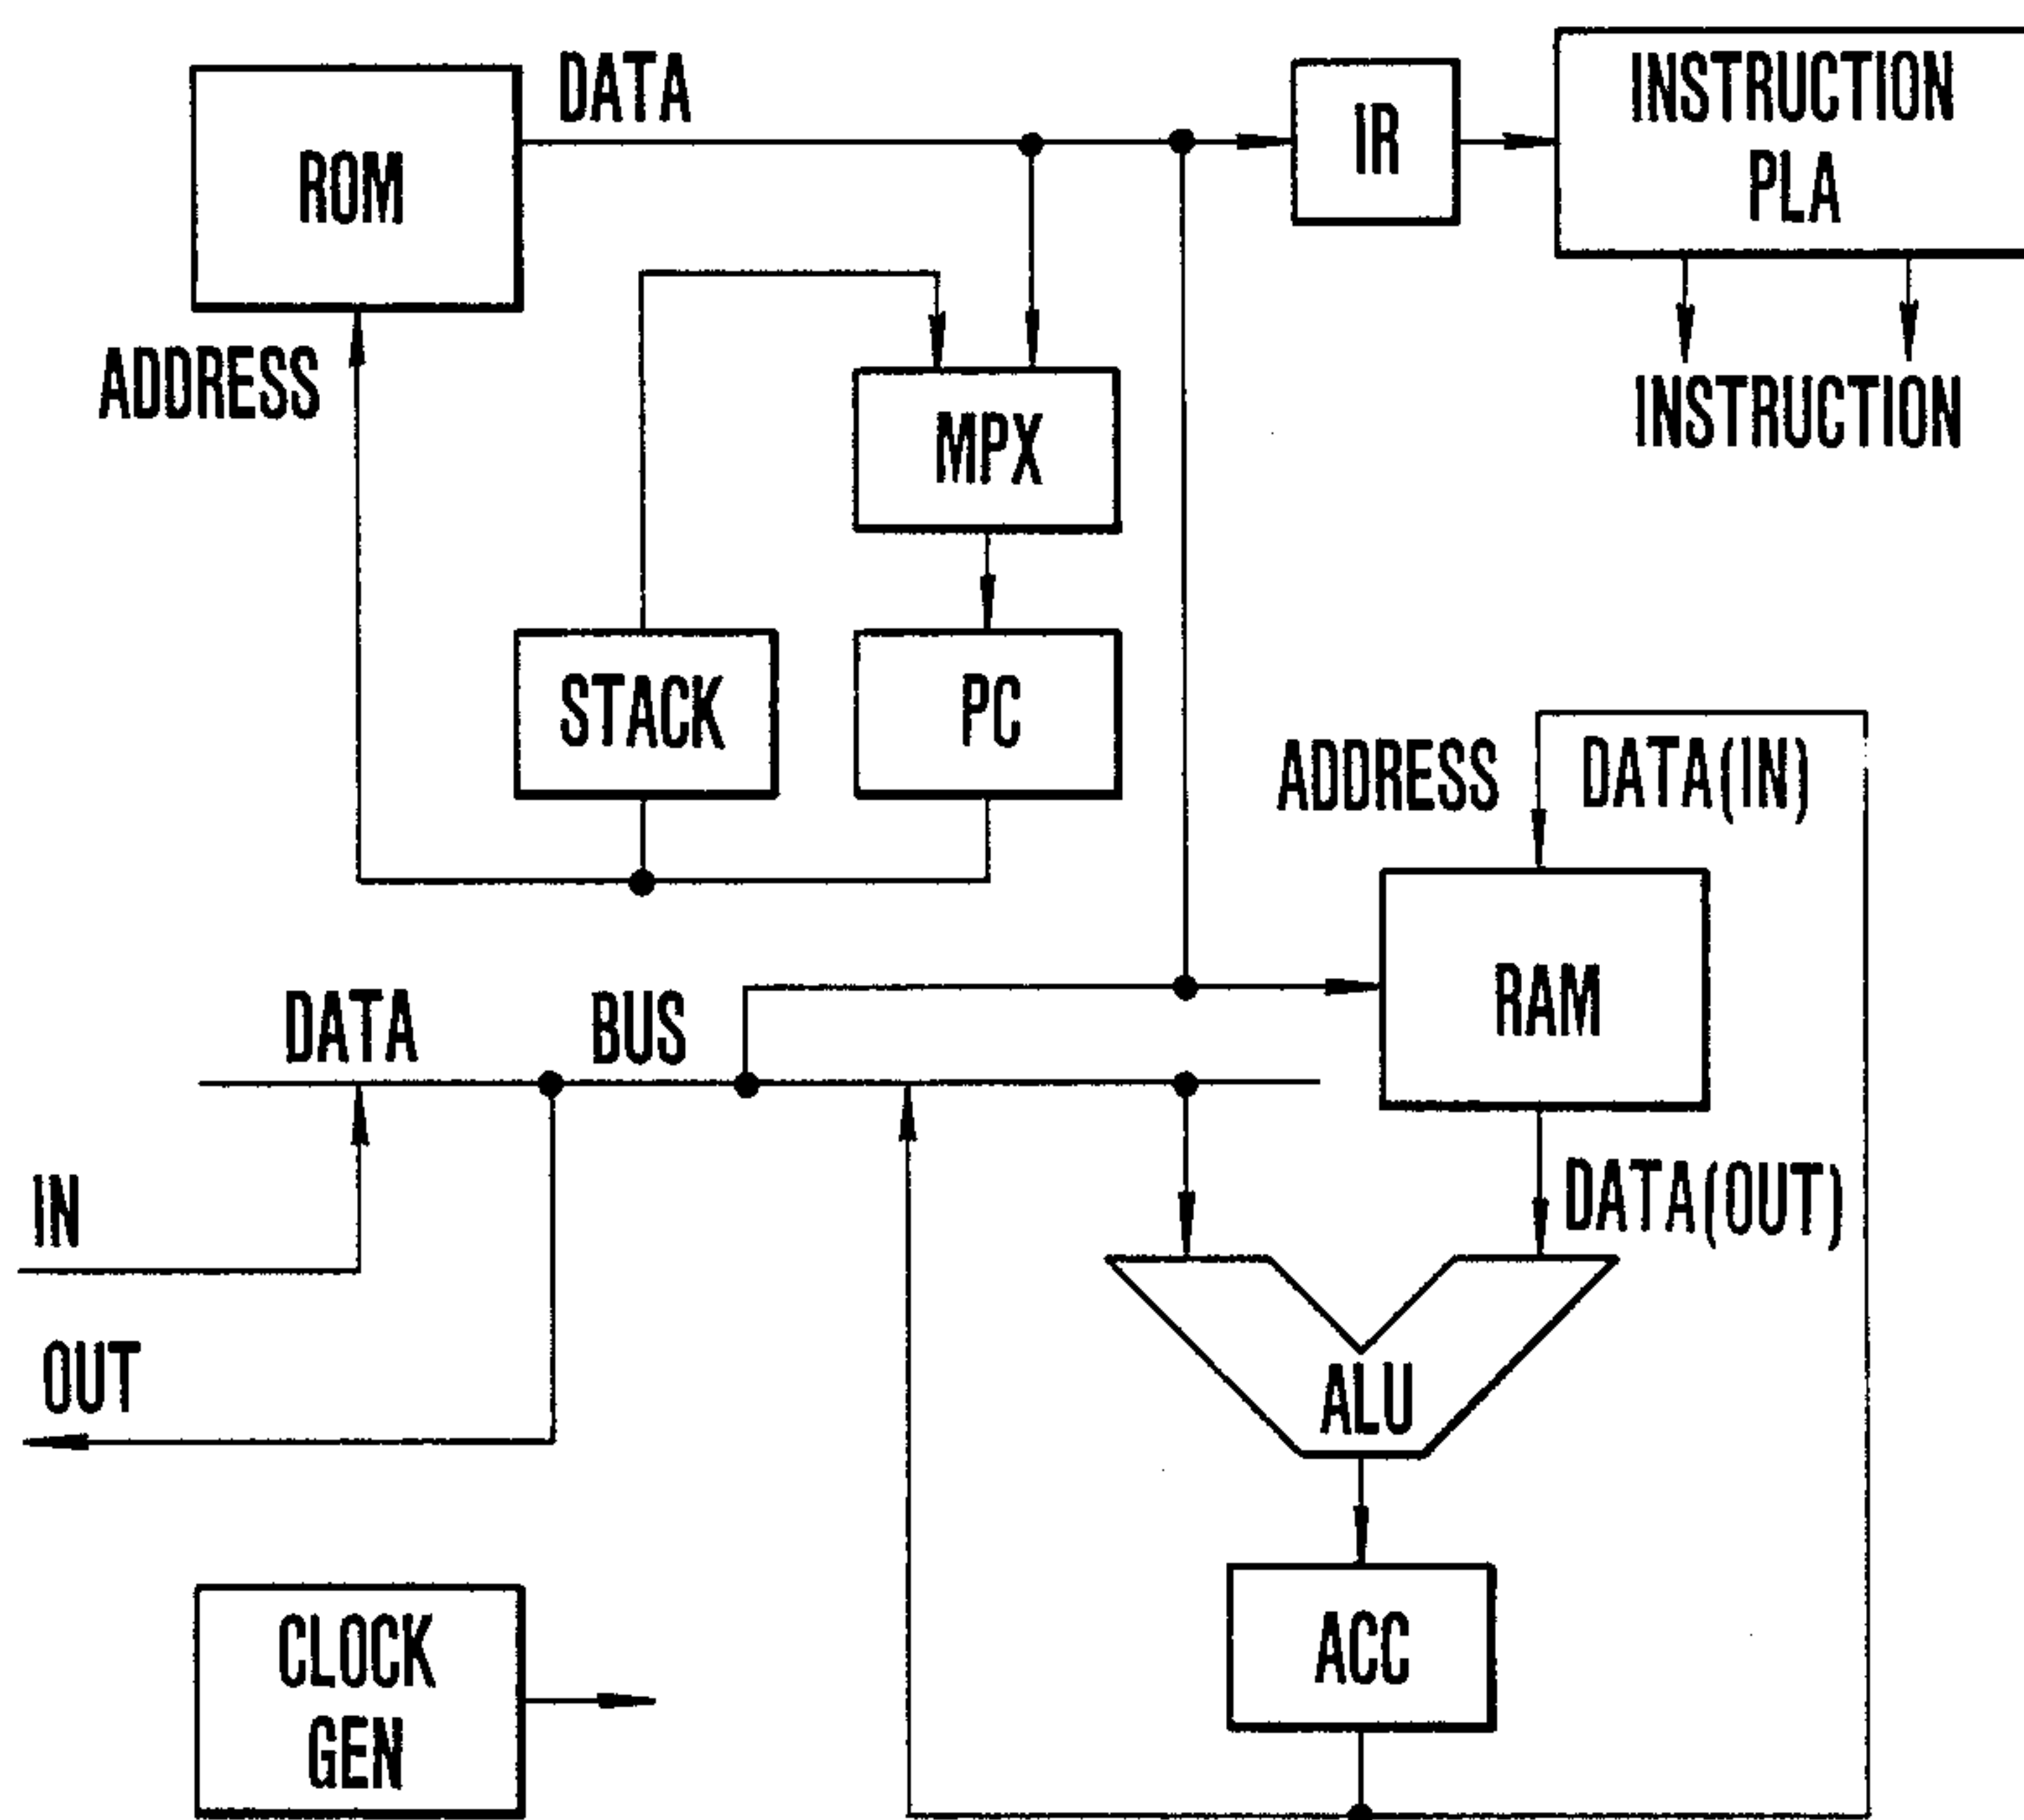 DATA
ROM
IR
INSTRUCTION
PLA
ADDRESS
MPX
INSTRUCTION
STACK
PC
ADDRESS
DATA(IN)
RAM
DATA BUS
IN
DATA(OUT)
OUT
ALU
CLOCK
GEN
ACC